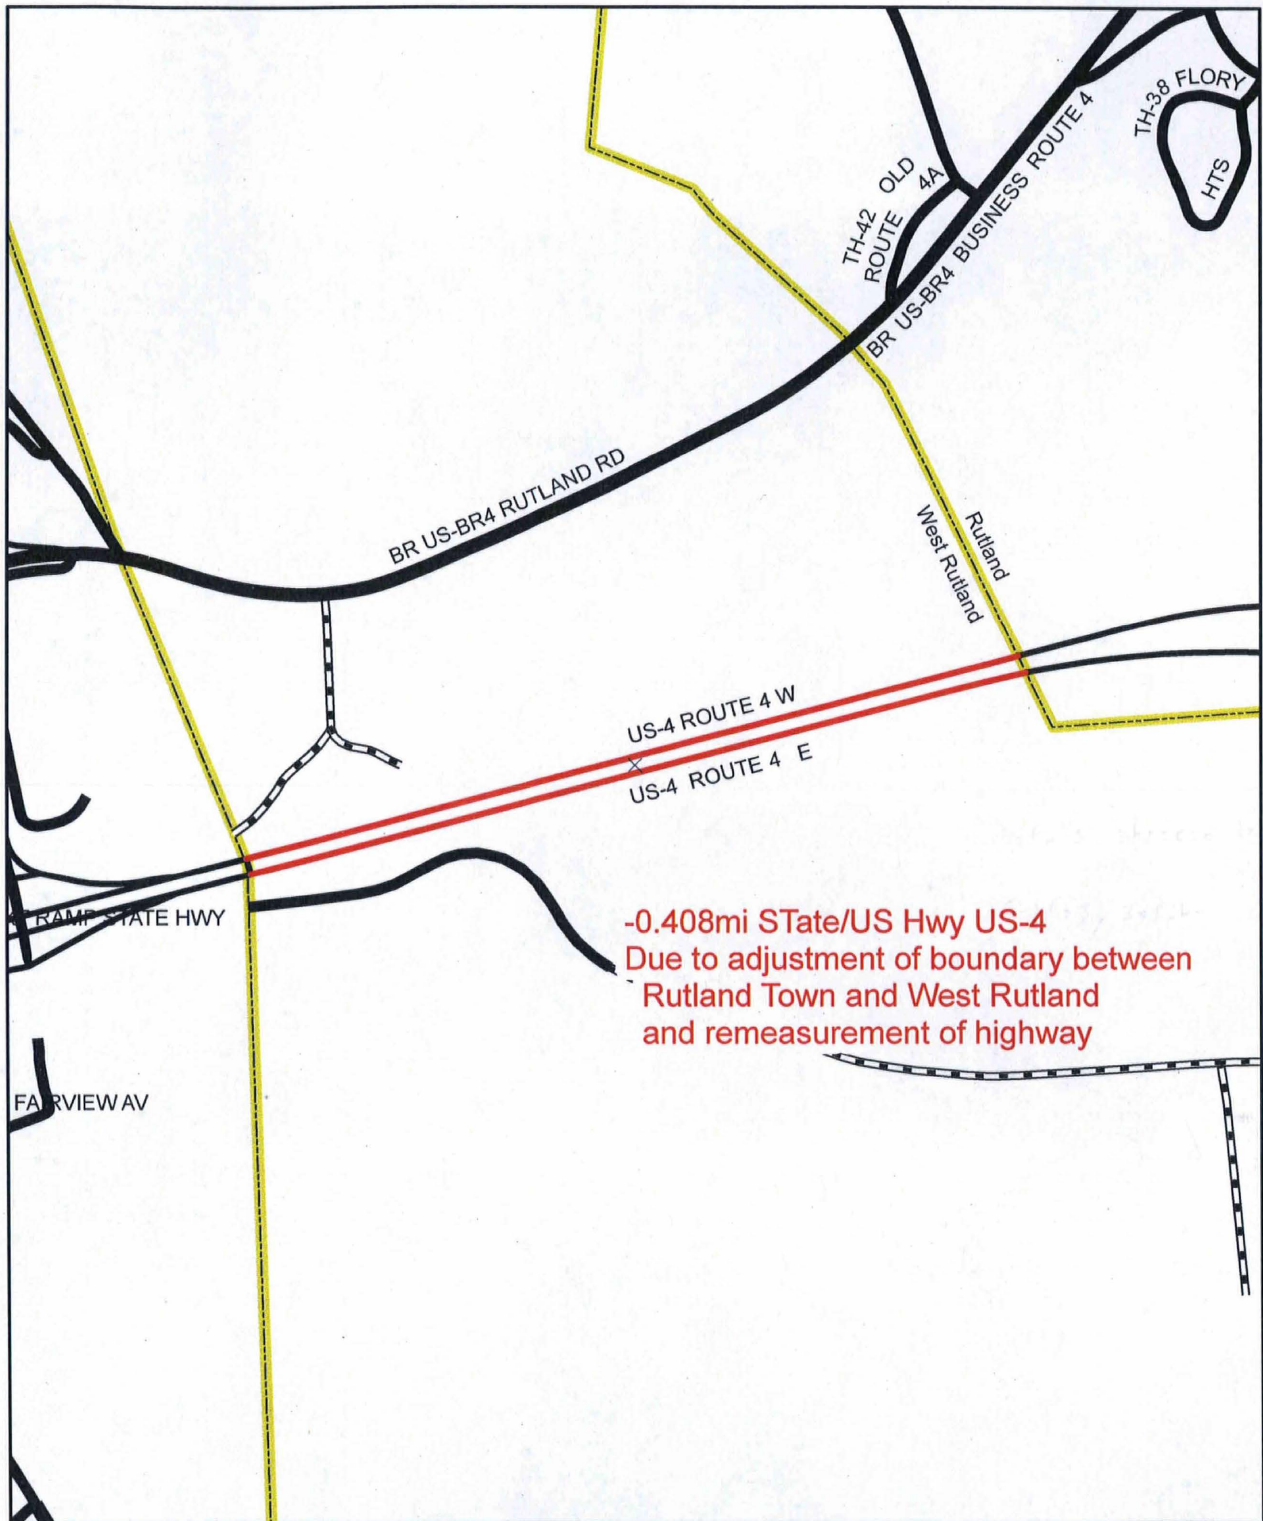 TH-38 FLORY
HTS
OLD
4A
TH-42
ROUTE
BR US-BR4 BUSINESS ROUTE 4
BR US-BR4 RUTLAND RD
Rutland
West Rutland
US-4 ROUTE 4 W
US-4 ROUTE 4 E
RAMP STATE HWY
-0.408mi STate/US Hwy US-4
Due to adjustment of boundary between
Rutland Town and West Rutland
and remeasurement of highway
FAIRVIEW AV